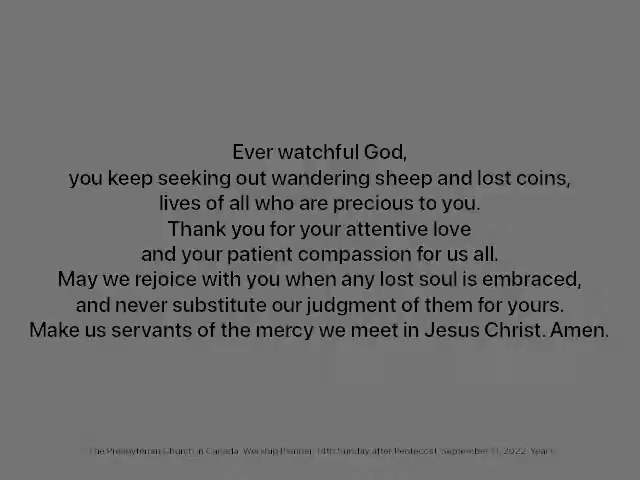 Ever watchful God,
you keep seeking out wandering sheep and lost coins,
lives of all who are precious to you.
Thank you for your attentive love
and your patient compassion for us all.
May we rejoice with you when any lost soul is embraced,
and never substitute our judgment of them for yours.
Make us servants of the mercy we meet in Jesus Christ. Amen.
The Presbyterian Church in Canada, Worship Planner, 14th Sunday after Pentecost, September 11, 2022, Year